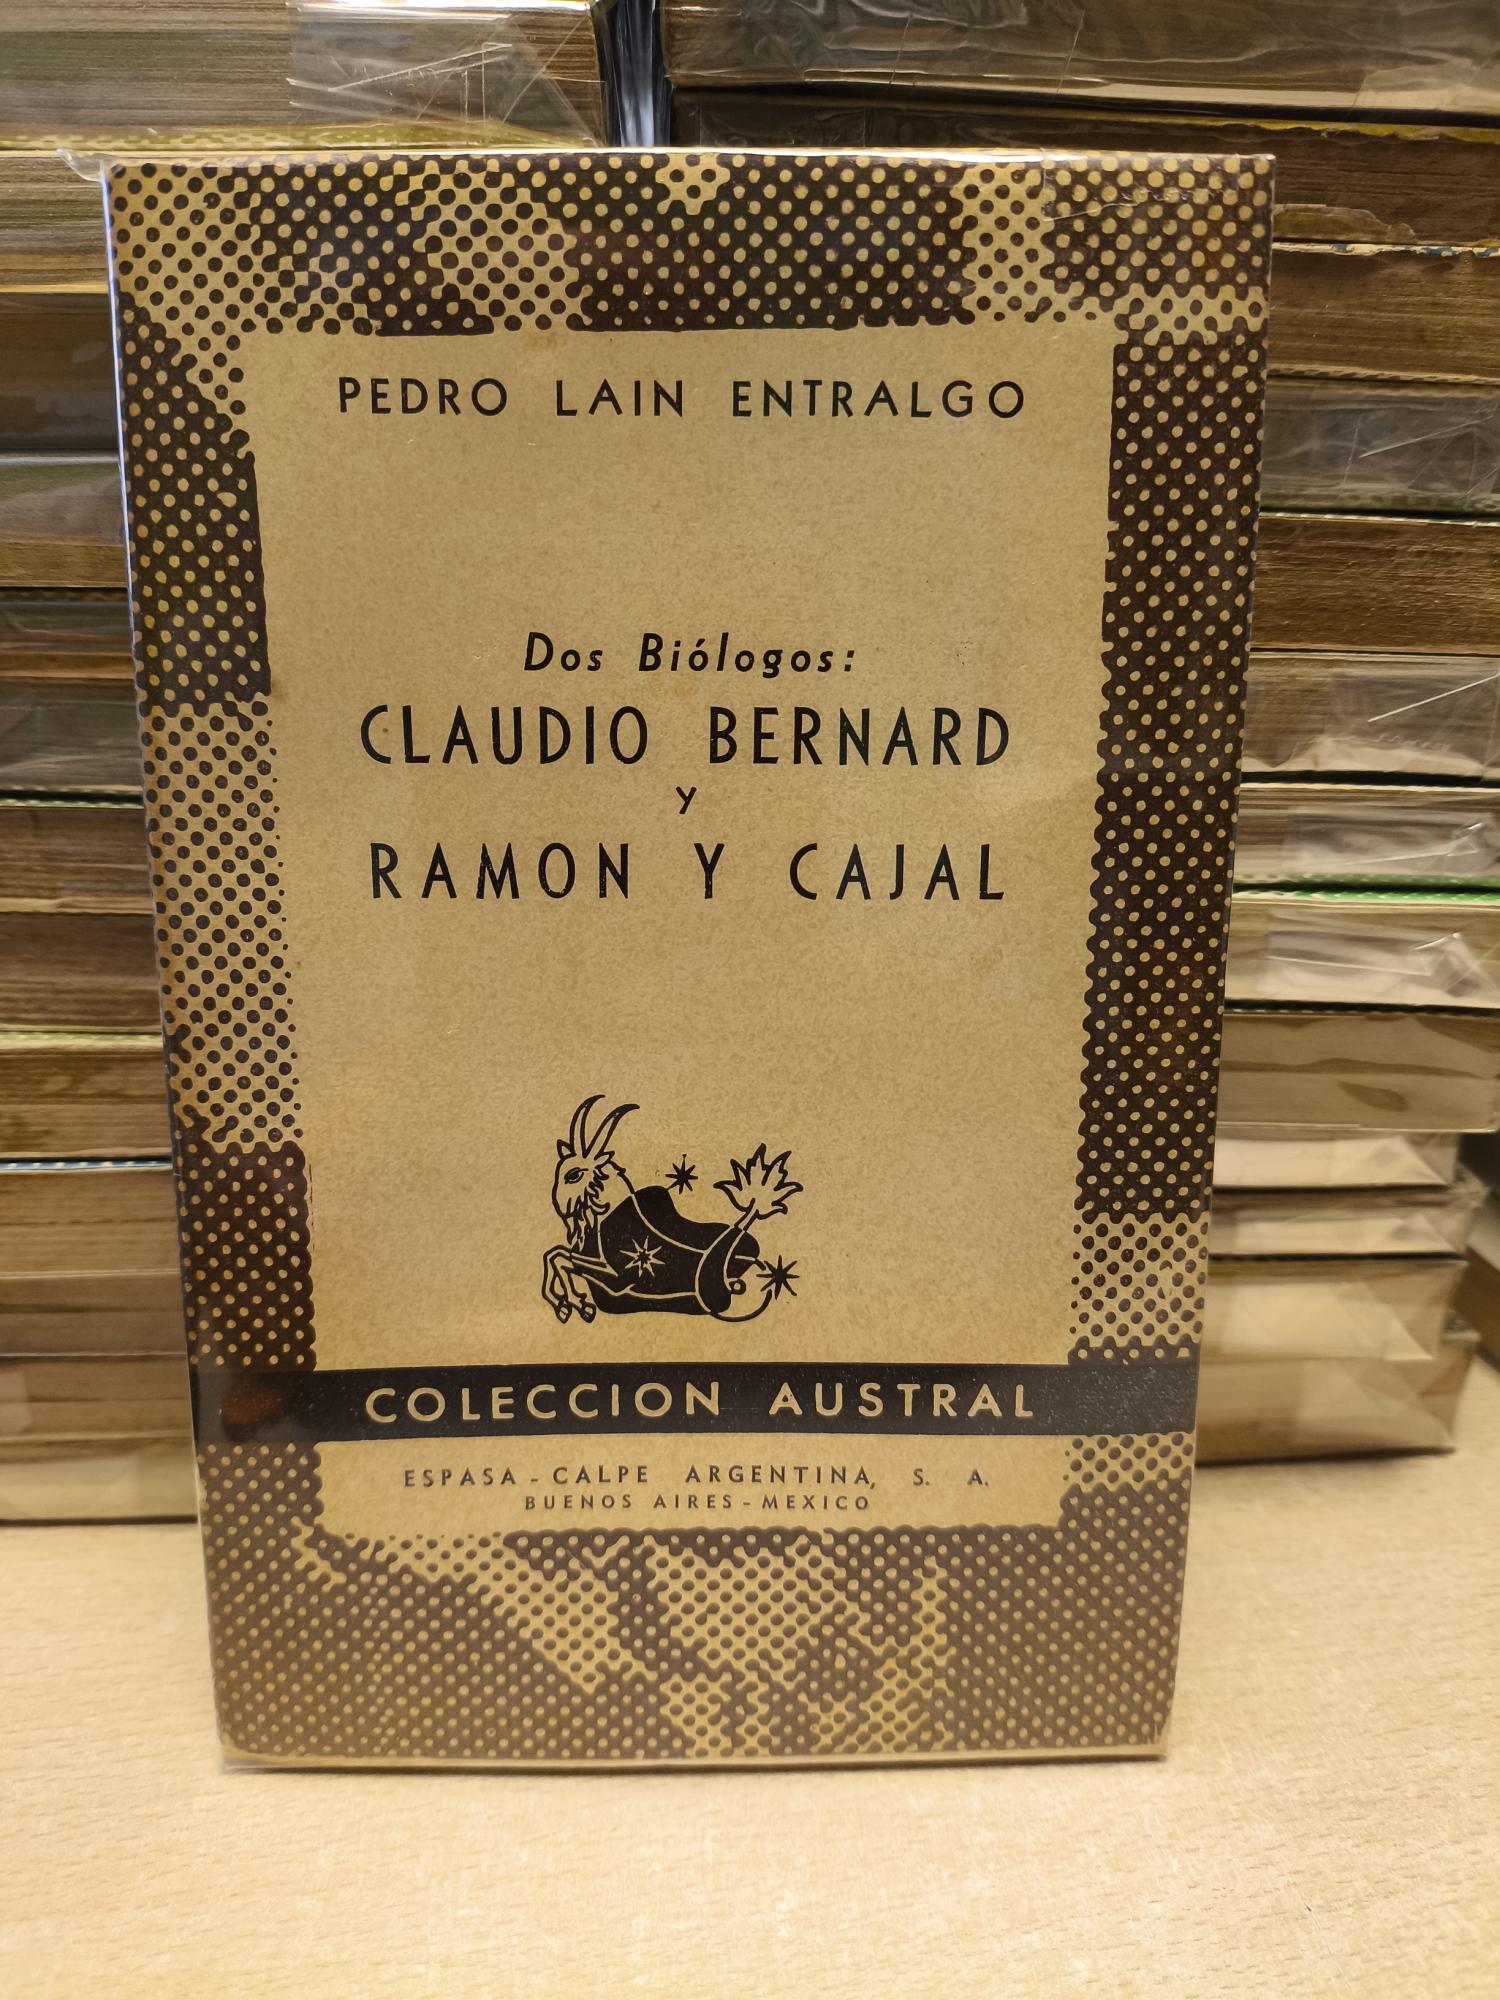 PEDRO LAIN ENTRALGO
Dos Biólogos:
CLAUDIO BERNARD
Y
RAMON Y CAJAL
COLECCION AUSTRAL
ESPASA - CALPE ARGENTINA, S. A.
BUENOS AIRES - MEXICO